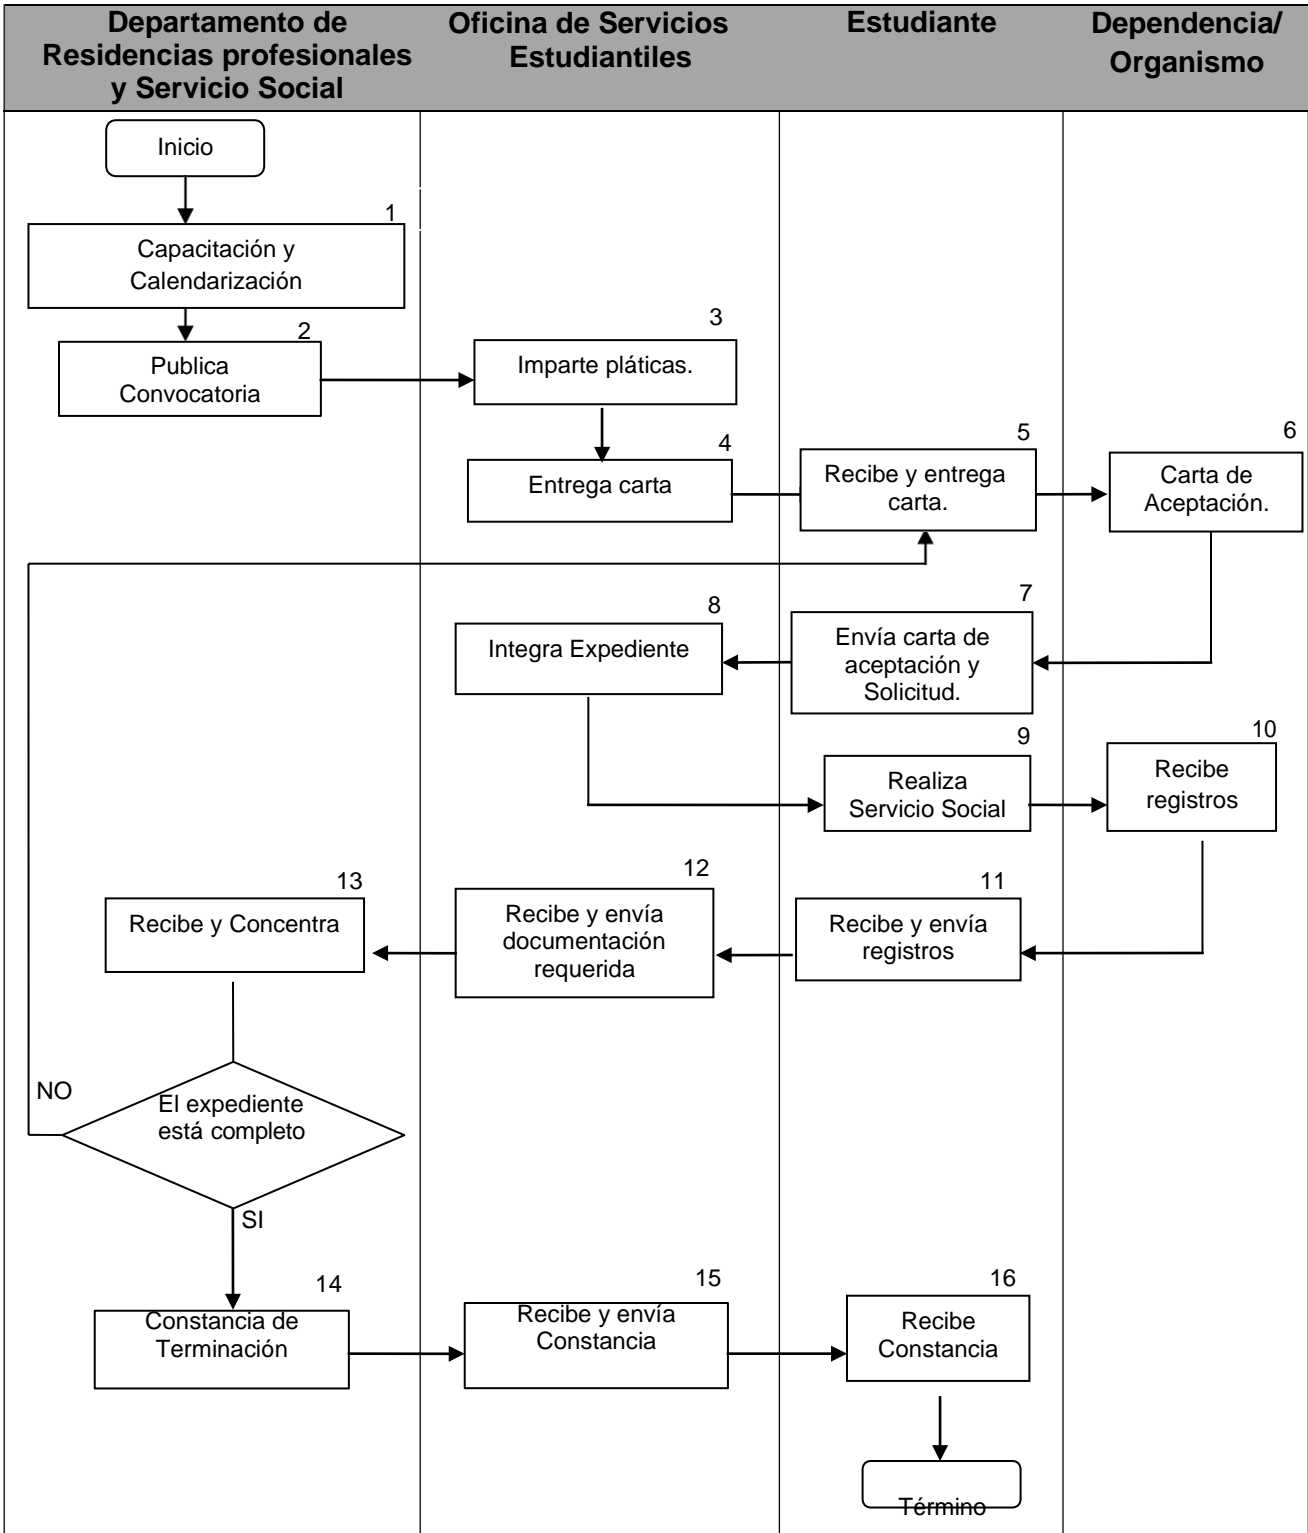 Departamento de
Residencias profesionales
y Servicio Social
Oficina de Servicios
Estudiantiles
Estudiante
Dependencia/
Organismo
Inicio
1
Capacitación y
Calendarización
2
Publica
Convocatoria
3
Imparte pláticas.
4
Entrega carta
5
Recibe y entrega
carta.
6
Carta de
Aceptación.
7
Envía carta de
aceptación y
Solicitud.
8
Integra Expediente
9
Realiza
Servicio Social
10
Recibe
registros
11
Recibe y envía
registros
12
Recibe y envía
documentación
requerida
13
Recibe y Concentra
NO
El expediente
está completo
SI
14
Constancia de
Terminación
15
Recibe y envía
Constancia
16
Recibe
Constancia
Término